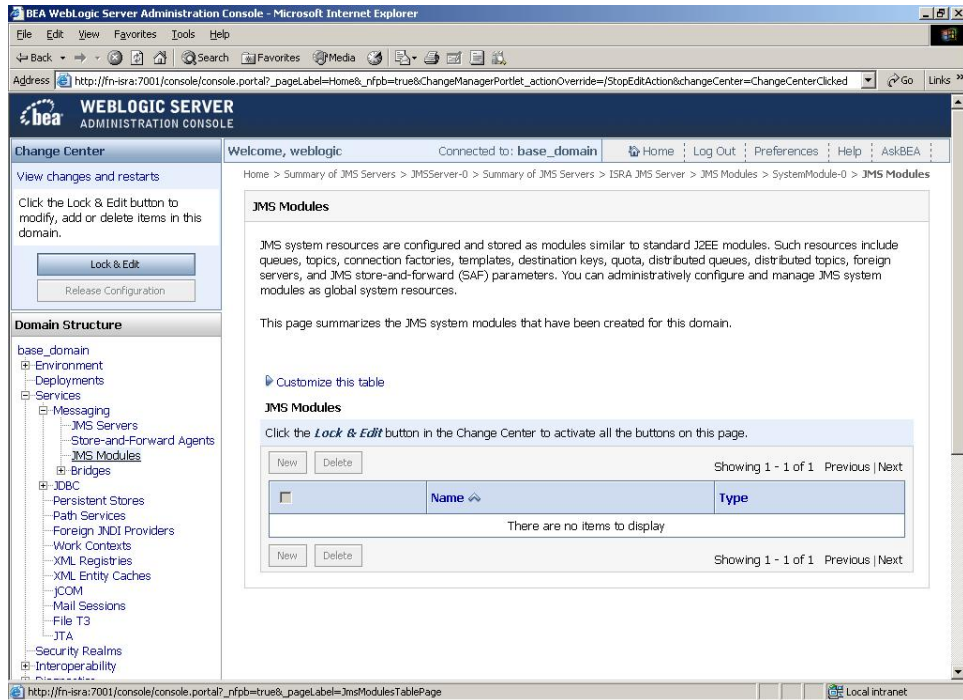 BEA WebLogic Server Administration Console - Microsoft Internet Explorer
File Edit View Favorites Tools Help
Back Search Favorites Media
Address http://fn-isra:7001/console/console.portal?_pageLabel=Home&_nfpb=true&ChangeManagerPortlet_actionOverride=/StopEditAction&changeCenter=ChangeCenterClicked Go Links »
bea WEBLOGIC SERVER
ADMINISTRATION CONSOLE
Change Center
View changes and restarts
Click the Lock & Edit button to
modify, add or delete items in this
domain.
Lock & Edit
Release Configuration
Domain Structure
base_domain
Environment
Deployments
Services
Messaging
JMS Servers
Store-and-Forward Agents
JMS Modules
Bridges
JDBC
Persistent Stores
Path Services
Foreign JNDI Providers
Work Contexts
XML Registries
XML Entity Caches
jCOM
Mail Sessions
File T3
JTA
Security Realms
Interoperability
Diagnostics
Welcome, weblogic Connected to: base_domain Home Log Out Preferences Help AskBEA
Home > Summary of JMS Servers > JMSServer-0 > Summary of JMS Servers > ISRA JMS Server > JMS Modules > SystemModule-0 > JMS Modules
JMS Modules
JMS system resources are configured and stored as modules similar to standard J2EE modules. Such resources include
queues, topics, connection factories, templates, destination keys, quota, distributed queues, distributed topics, foreign
servers, and JMS store-and-forward (SAF) parameters. You can administratively configure and manage JMS system
modules as global system resources.
This page summarizes the JMS system modules that have been created for this domain.
Customize this table
JMS Modules
Click the Lock & Edit button in the Change Center to activate all the buttons on this page.
New Delete Showing 1 - 1 of 1 Previous | Next
Name Type
There are no items to display
New Delete Showing 1 - 1 of 1 Previous | Next
http://fn-isra:7001/console/console.portal?_nfpb=true&_pageLabel=JmsModulesTablePage Local intranet